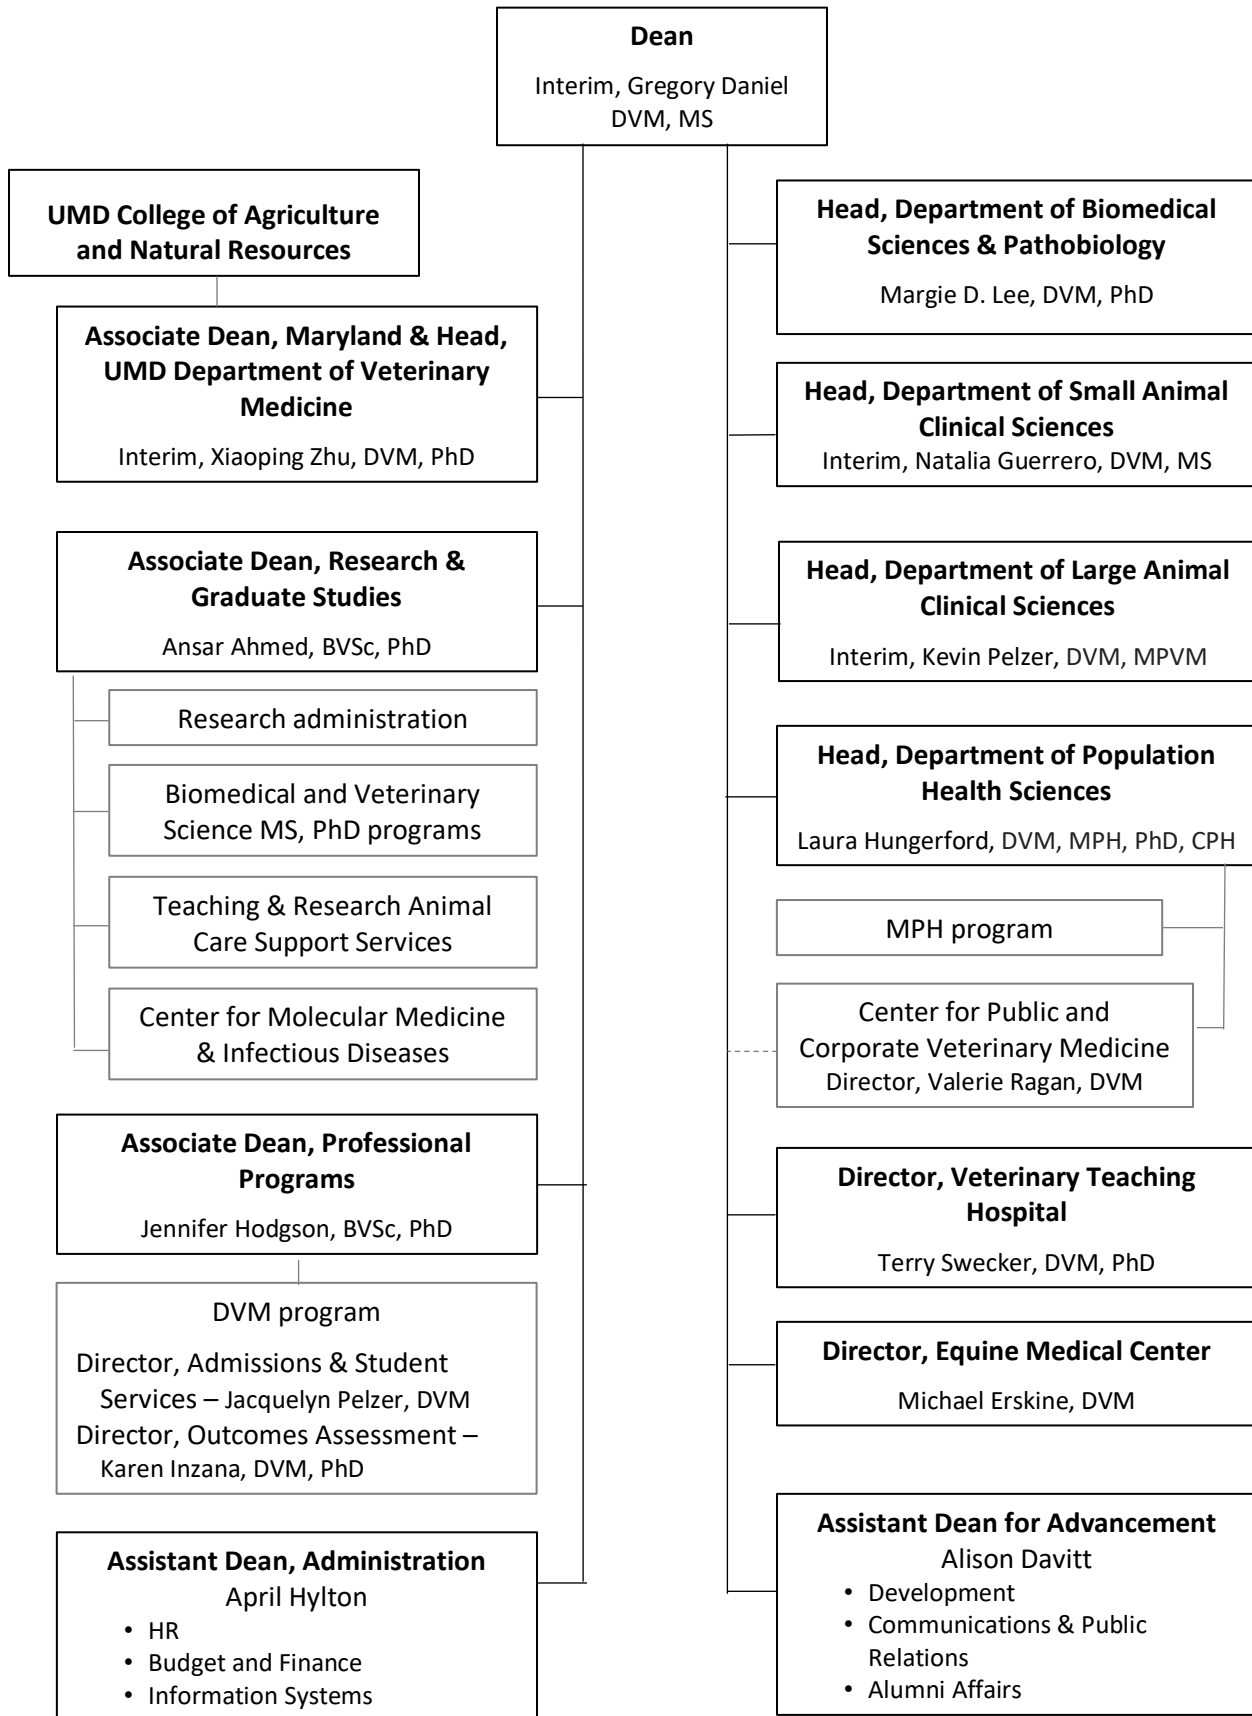 Dean
Interim, Gregory Daniel
DVM, MS
UMD College of Agriculture
and Natural Resources
Associate Dean, Maryland & Head,
UMD Department of Veterinary
Medicine
Interim, Xiaoping Zhu, DVM, PhD
Associate Dean, Research &
Graduate Studies
Ansar Ahmed, BVSc, PhD
Research administration
Biomedical and Veterinary
Science MS, PhD programs
Teaching & Research Animal
Care Support Services
Center for Molecular Medicine
& Infectious Diseases
Associate Dean, Professional
Programs
Jennifer Hodgson, BVSc, PhD
DVM program
Director, Admissions & Student
Services – Jacquelyn Pelzer, DVM
Director, Outcomes Assessment –
Karen Inzana, DVM, PhD
Assistant Dean, Administration
April Hylton
• HR
• Budget and Finance
• Information Systems
Head, Department of Biomedical
Sciences & Pathobiology
Margie D. Lee, DVM, PhD
Head, Department of Small Animal
Clinical Sciences
Interim, Natalia Guerrero, DVM, MS
Head, Department of Large Animal
Clinical Sciences
Interim, Kevin Pelzer, DVM, MPVM
Head, Department of Population
Health Sciences
Laura Hungerford, DVM, MPH, PhD, CPH
MPH program
Center for Public and
Corporate Veterinary Medicine
Director, Valerie Ragan, DVM
Director, Veterinary Teaching
Hospital
Terry Swecker, DVM, PhD
Director, Equine Medical Center
Michael Erskine, DVM
Assistant Dean for Advancement
Alison Davitt
• Development
• Communications & Public
Relations
• Alumni Affairs